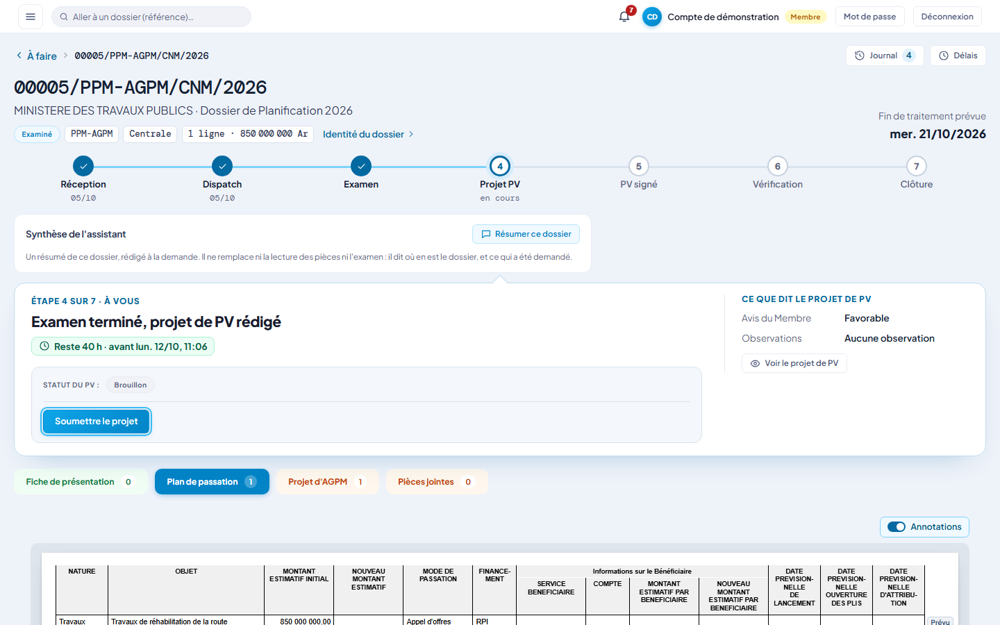 Aller à un dossier (référence)...
7
CD
Compte de démonstration
Membre
Mot de passe
Déconnexion
À faire
00005/PPM-AGPM/CNM/2026
Journal 4
Délais
00005/PPM-AGPM/CNM/2026
MINISTERE DES TRAVAUX PUBLICS · Dossier de Planification 2026
Fin de traitement prévue
Examiné
PPM-AGPM
Centrale
1 ligne · 850 000 000 Ar
Identité du dossier
mer. 21/10/2026
4
5
6
7
Réception
Dispatch
Examen
Projet PV
PV signé
Vérification
Clôture
05/10
05/10
en cours
Synthèse de l'assistant
Résumer ce dossier
Un résumé de ce dossier, rédigé à la demande. Il ne remplace ni la lecture des pièces ni l'examen : il dit où en est le dossier, et ce qui a été demandé.
ÉTAPE 4 SUR 7 · À VOUS
Examen terminé, projet de PV rédigé
Reste 40 h · avant lun. 12/10, 11:06
STATUT DU PV :
Brouillon
Soumettre le projet
CE QUE DIT LE PROJET DE PV
Avis du Membre
Favorable
Observations
Aucune observation
Voir le projet de PV
Fiche de présentation 0
Plan de passation 1
Projet d'AGPM 1
Pièces jointes 0
Annotations
NATURE
OBJET
MONTANT
ESTIMATIF INITIAL
NOUVEAU
MONTANT
ESTIMATIF
MODE DE
PASSATION
FINANCE-
MENT
Informations sur le Bénéficiaire
SERVICE
BENEFICIAIRE
COMPTE
MONTANT
ESTIMATIF PAR
BENEFICIAIRE
NOUVEAU
MONTANT
ESTIMATIF PAR
BENEFICIAIRE
DATE
PREVISION-
NELLE
DE
LANCEMENT
DATE
PREVISION-
NELLE
OUVERTURE
DES PLIS
DATE
PREVISION-
NELLE
D'ATTRIBU-
TION
Travaux
Travaux de réhabilitation de la route
850 000 000,00
Appel d'offres
RPI
Prévu